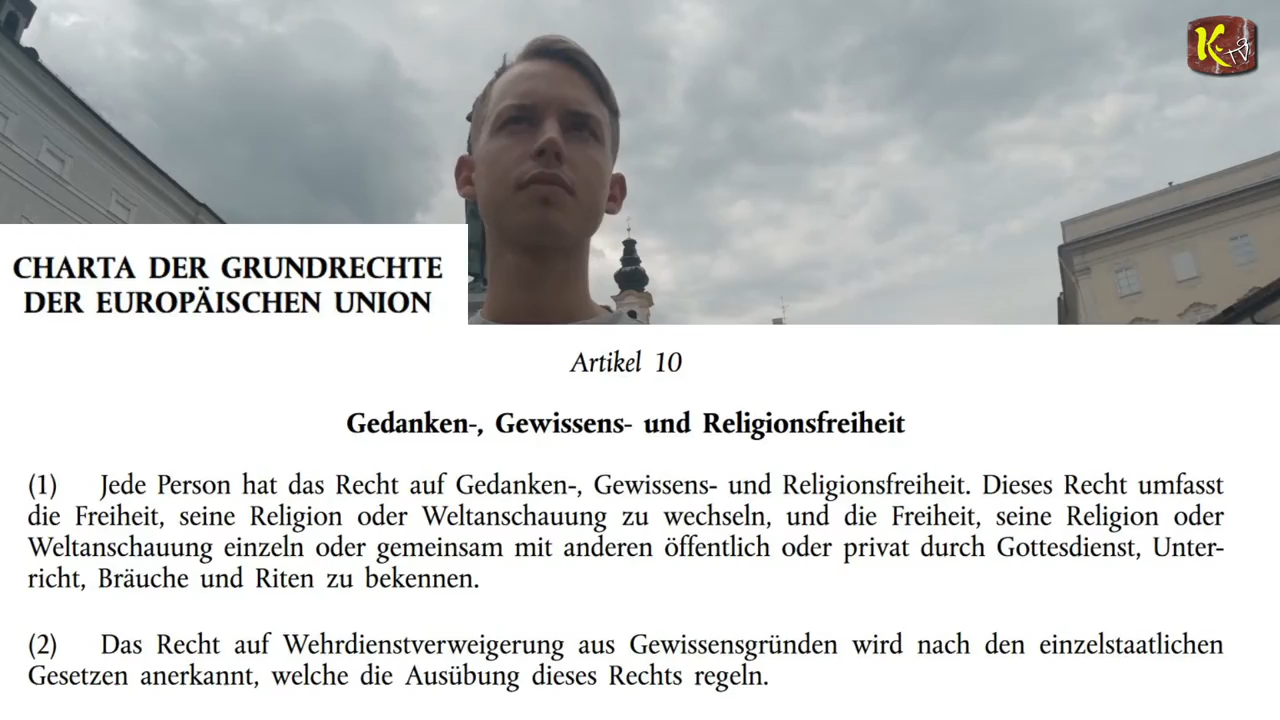 K
TV
CHARTA DER GRUNDRECHTE
DER EUROPÄISCHEN UNION
Artikel 10
Gedanken-, Gewissens- und Religionsfreiheit
(1) Jede Person hat das Recht auf Gedanken-, Gewissens- und Religionsfreiheit. Dieses Recht umfasst
die Freiheit, seine Religion oder Weltanschauung zu wechseln, und die Freiheit, seine Religion oder
Weltanschauung einzeln oder gemeinsam mit anderen öffentlich oder privat durch Gottesdienst, Unter-
richt, Bräuche und Riten zu bekennen.
(2) Das Recht auf Wehrdienstverweigerung aus Gewissensgründen wird nach den einzelstaatlichen
Gesetzen anerkannt, welche die Ausübung dieses Rechts regeln.